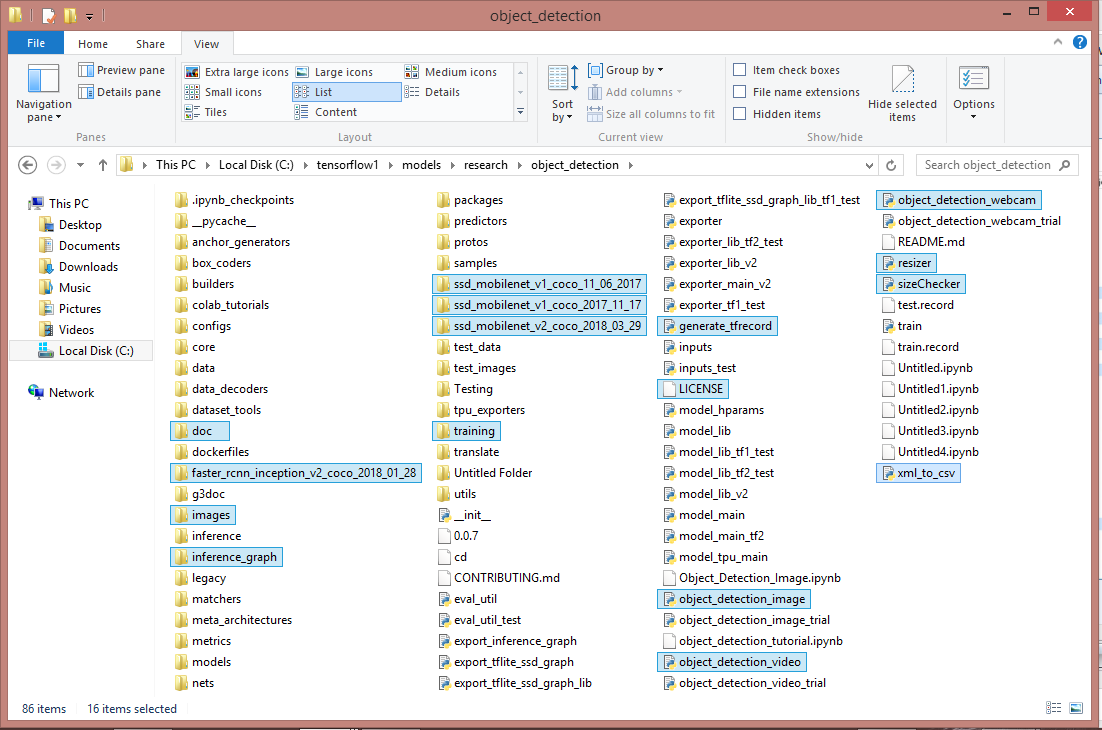 object_detection
File Home Share View
Navigation pane
Preview pane
Details pane
Panes
Extra large icons Large icons Medium icons
Small icons List Details
Tiles Content
Layout
Sort by
Group by
Add columns
Size all columns to fit
Current view
Item check boxes
File name extensions
Hidden items
Hide selected items
Show/hide
Options
This PC Local Disk (C:) tensorflow1 models research object_detection
Search object_detection
This PC
Desktop
Documents
Downloads
Music
Pictures
Videos
Local Disk (C:)
Network
.ipynb_checkpoints
__pycache__
anchor_generators
box_coders
builders
colab_tutorials
configs
core
data
data_decoders
dataset_tools
doc
dockerfiles
faster_rcnn_inception_v2_coco_2018_01_28
g3doc
images
inference
inference_graph
legacy
matchers
meta_architectures
metrics
models
nets
packages
predictors
protos
samples
ssd_mobilenet_v1_coco_11_06_2017
ssd_mobilenet_v1_coco_2017_11_17
ssd_mobilenet_v2_coco_2018_03_29
test_data
test_images
Testing
tpu_exporters
training
translate
Untitled Folder
utils
__init__
0.0.7
cd
CONTRIBUTING.md
eval_util
eval_util_test
export_inference_graph
export_tflite_ssd_graph
export_tflite_ssd_graph_lib
export_tflite_ssd_graph_lib_tf1_test
exporter
exporter_lib_tf2_test
exporter_lib_v2
exporter_main_v2
exporter_tf1_test
generate_tfrecord
inputs
inputs_test
LICENSE
model_hparams
model_lib
model_lib_tf1_test
model_lib_tf2_test
model_lib_v2
model_main
model_main_tf2
model_tpu_main
Object_Detection_Image.ipynb
object_detection_image
object_detection_image_trial
object_detection_tutorial.ipynb
object_detection_video
object_detection_video_trial
object_detection_webcam
object_detection_webcam_trial
README.md
resizer
sizeChecker
test.record
train
train.record
Untitled.ipynb
Untitled1.ipynb
Untitled2.ipynb
Untitled3.ipynb
Untitled4.ipynb
xml_to_csv
86 items 16 items selected